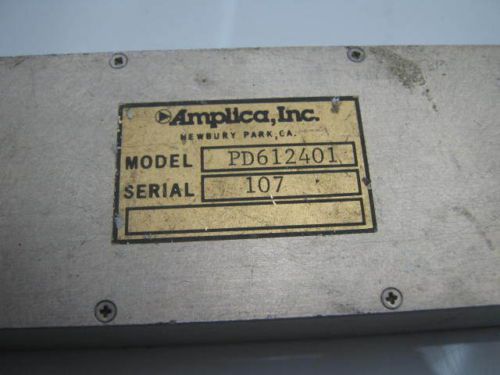 Amplica, Inc.
NEWBURY PARK, CA.
MODEL PD612401
SERIAL 107